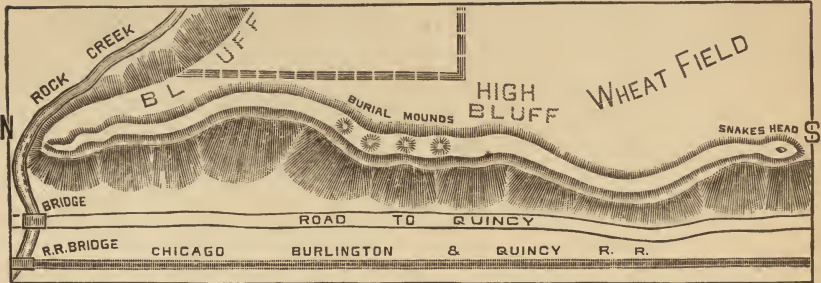 ROCK CREEK
BLUFF
BURIAL MOUNDS
HIGH
BLUFF
WHEAT FIELD
N
SNAKES HEAD
S
BRIDGE
ROAD TO QUINCY
R.R. BRIDGE
CHICAGO BURLINGTON & QUINCY R. R.